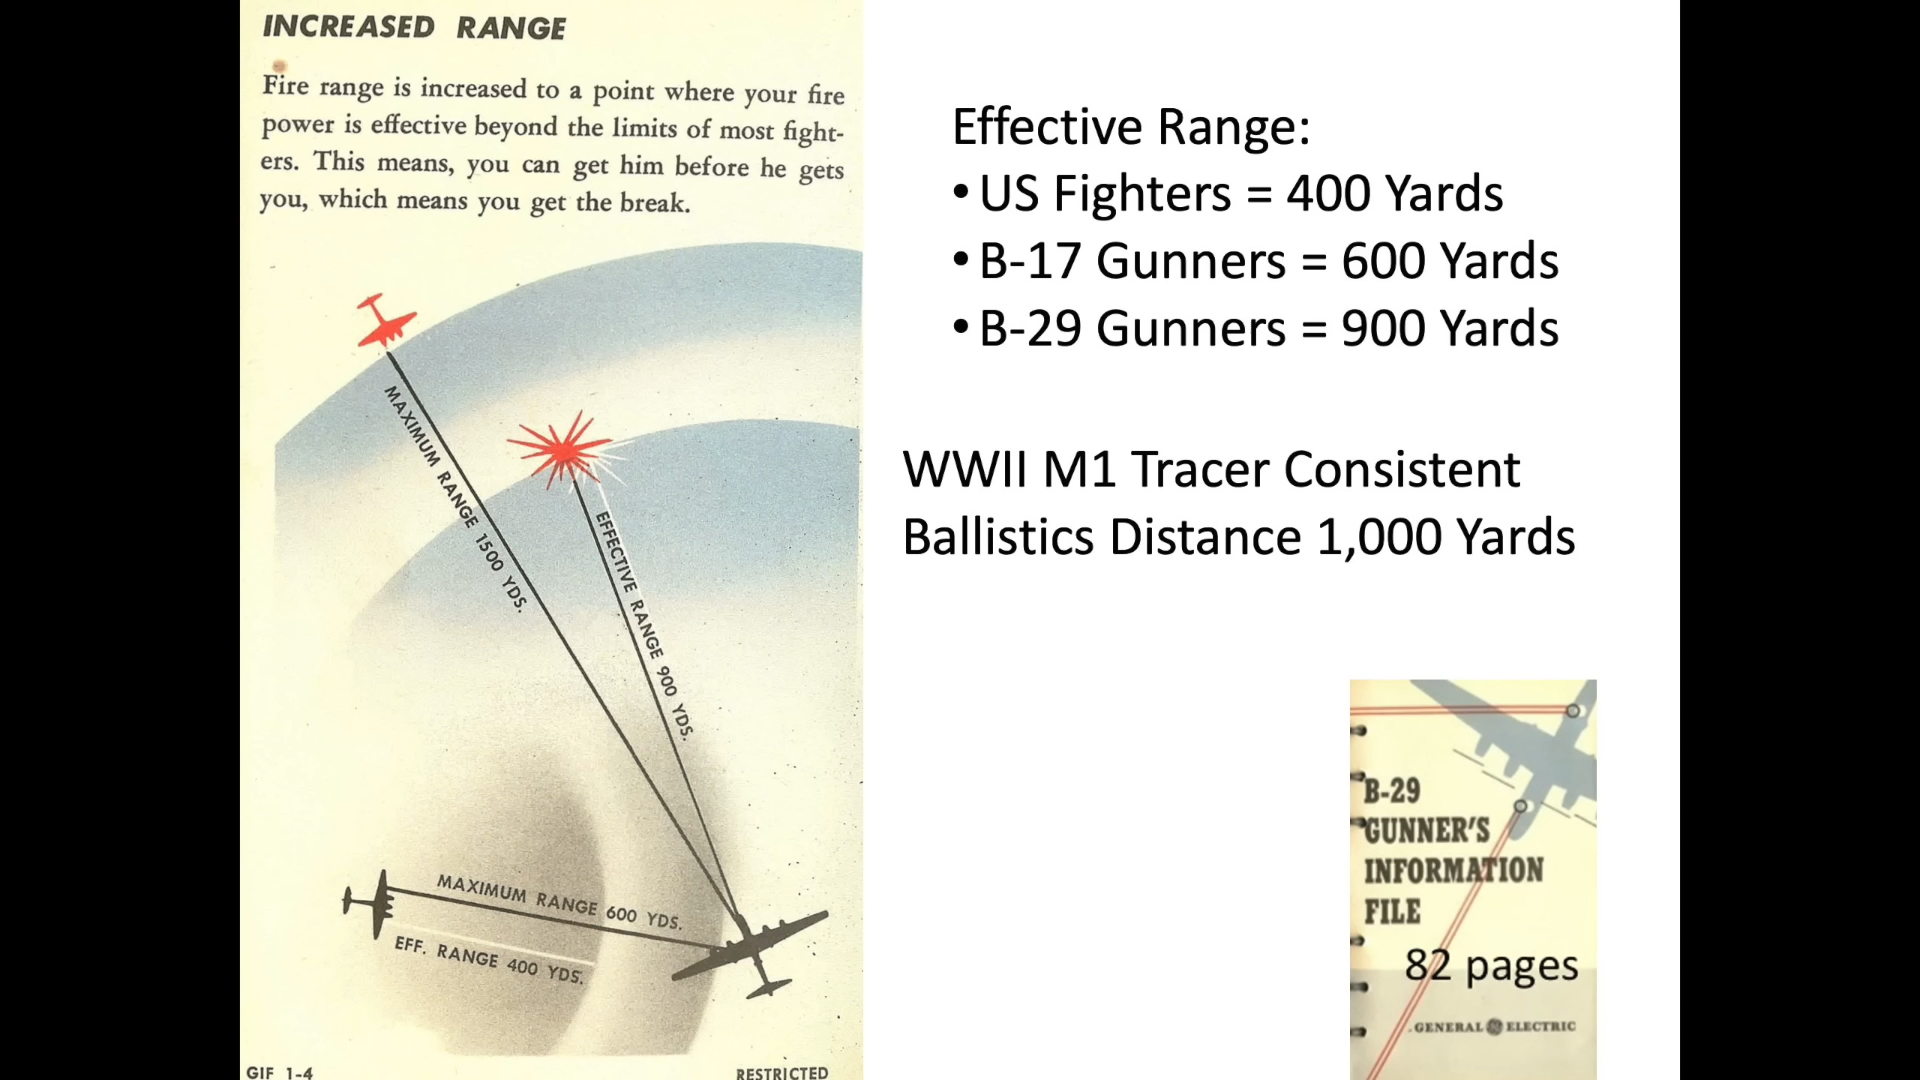 INCREASED RANGE
Fire range is increased to a point where your fire
power is effective beyond the limits of most fight-
ers. This means, you can get him before he gets
you, which means you get the break.
MAXIMUM RANGE 1500 YDS.
EFFECTIVE RANGE 900 YDS.
MAXIMUM RANGE 600 YDS.
EFF. RANGE 400 YDS.
GIF 1-4
RESTRICTED
Effective Range:
• US Fighters = 400 Yards
• B-17 Gunners = 600 Yards
• B-29 Gunners = 900 Yards
WWII M1 Tracer Consistent
Ballistics Distance 1,000 Yards
B-29
GUNNER'S
INFORMATION
FILE
82 pages
GENERAL GE ELECTRIC